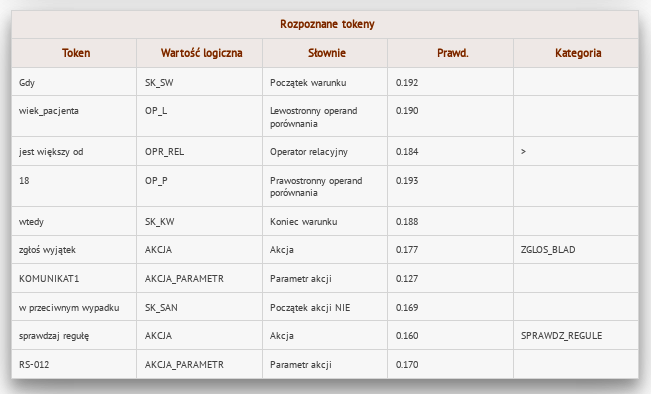 Rozpoznane tokeny
Token Wartość logiczna Słownie Prawd. Kategoria
Gdy SK_SW Początek warunku 0.192
wiek_pacjenta OP_L Lewostronny operand porównania 0.190
jest większy od OPR_REL Operator relacyjny 0.184 >
18 OP_P Prawostronny operand porównania 0.193
wtedy SK_KW Koniec warunku 0.188
zgłoś wyjątek AKCJA Akcja 0.177 ZGLOS_BLAD
KOMUNIKAT1 AKCJA_PARAMETR Parametr akcji 0.127
w przeciwnym wypadku SK_SAN Początek akcji NIE 0.169
sprawdzaj regułę AKCJA Akcja 0.160 SPRAWDZ_REGULE
RS-012 AKCJA_PARAMETR Parametr akcji 0.170